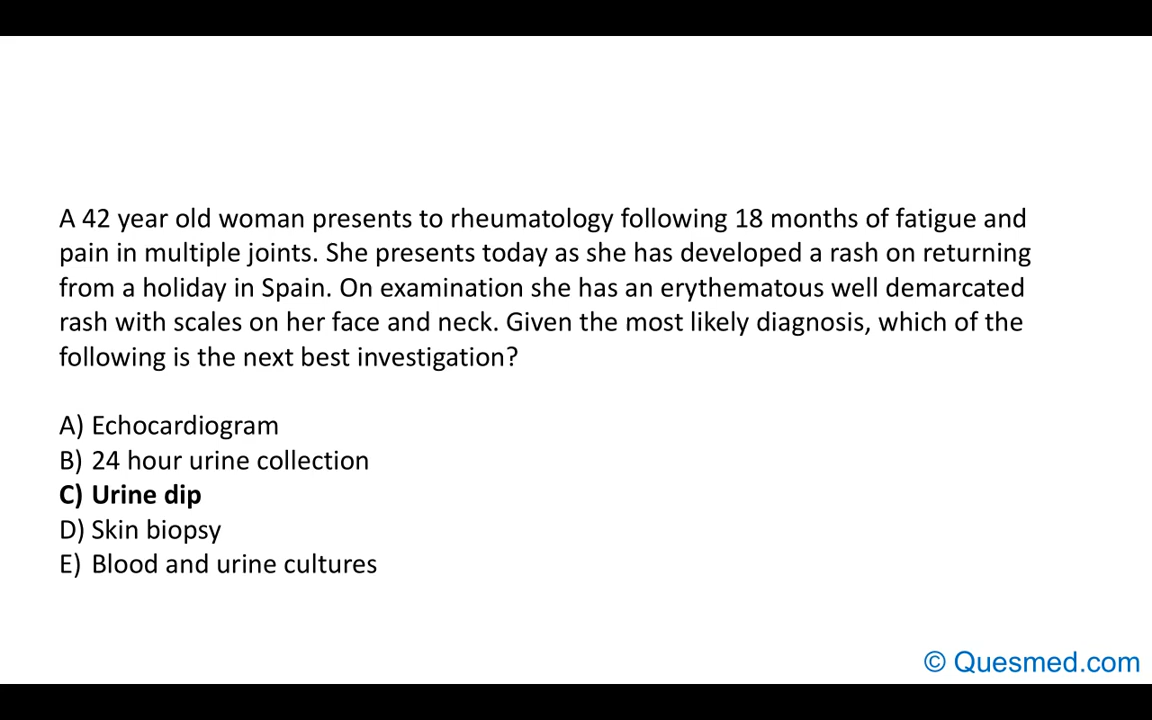 A 42 year old woman presents to rheumatology following 18 months of fatigue and
pain in multiple joints. She presents today as she has developed a rash on returning
from a holiday in Spain. On examination she has an erythematous well demarcated
rash with scales on her face and neck. Given the most likely diagnosis, which of the
following is the next best investigation?
A) Echocardiogram
B) 24 hour urine collection
C) Urine dip
D) Skin biopsy
E) Blood and urine cultures
© Quesmed.com